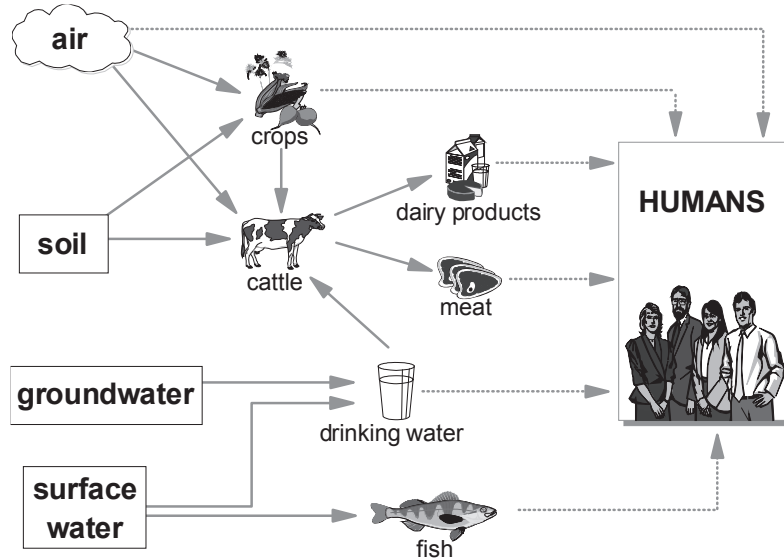 air
crops
dairy products
HUMANS
soil
cattle
meat
groundwater
drinking water
surface
water
fish